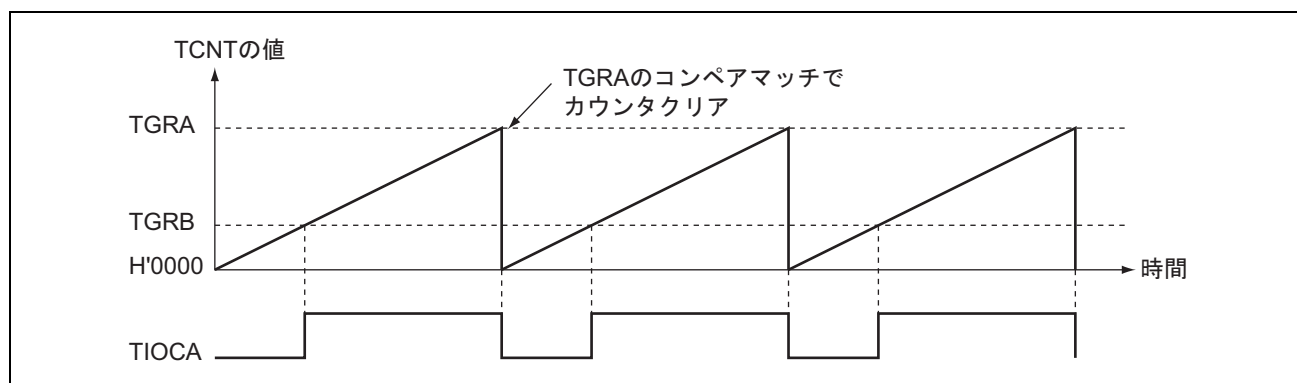 TCNTの値
TGRAのコンペアマッチで
カウンタクリア
TGRA
TGRB
H'0000
時間
TIOCA